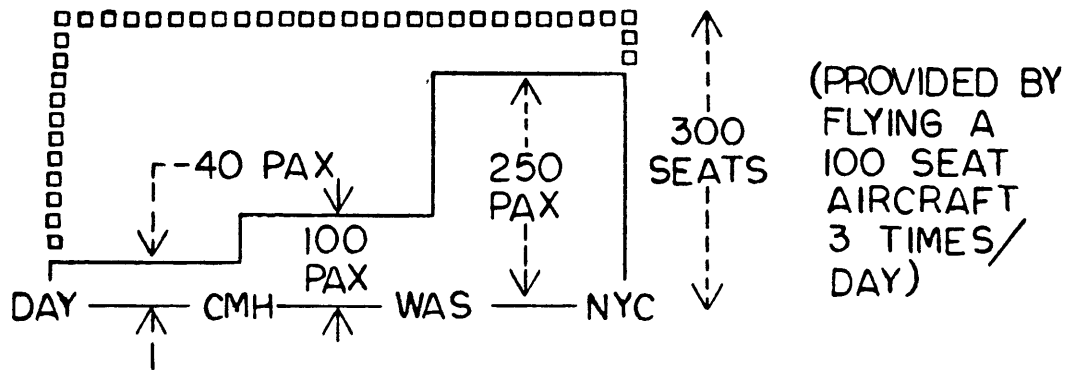 40 PAX
100
PAX
250
PAX
300
SEATS
(PROVIDED BY
FLYING A
100 SEAT
AIRCRAFT
3 TIMES/
DAY)
DAY CMH WAS NYC